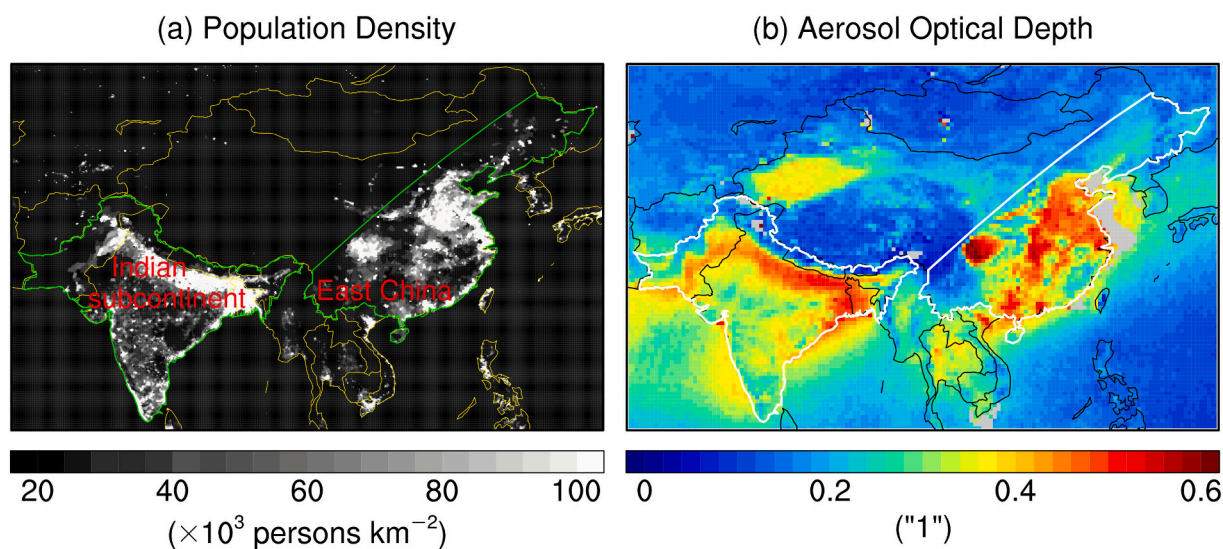 (a) Population Density
(b) Aerosol Optical Depth
Indian
subcontinent
East China
20 40 60 80 100
(×10³ persons km⁻²)
0 0.2 0.4 0.6
("1")